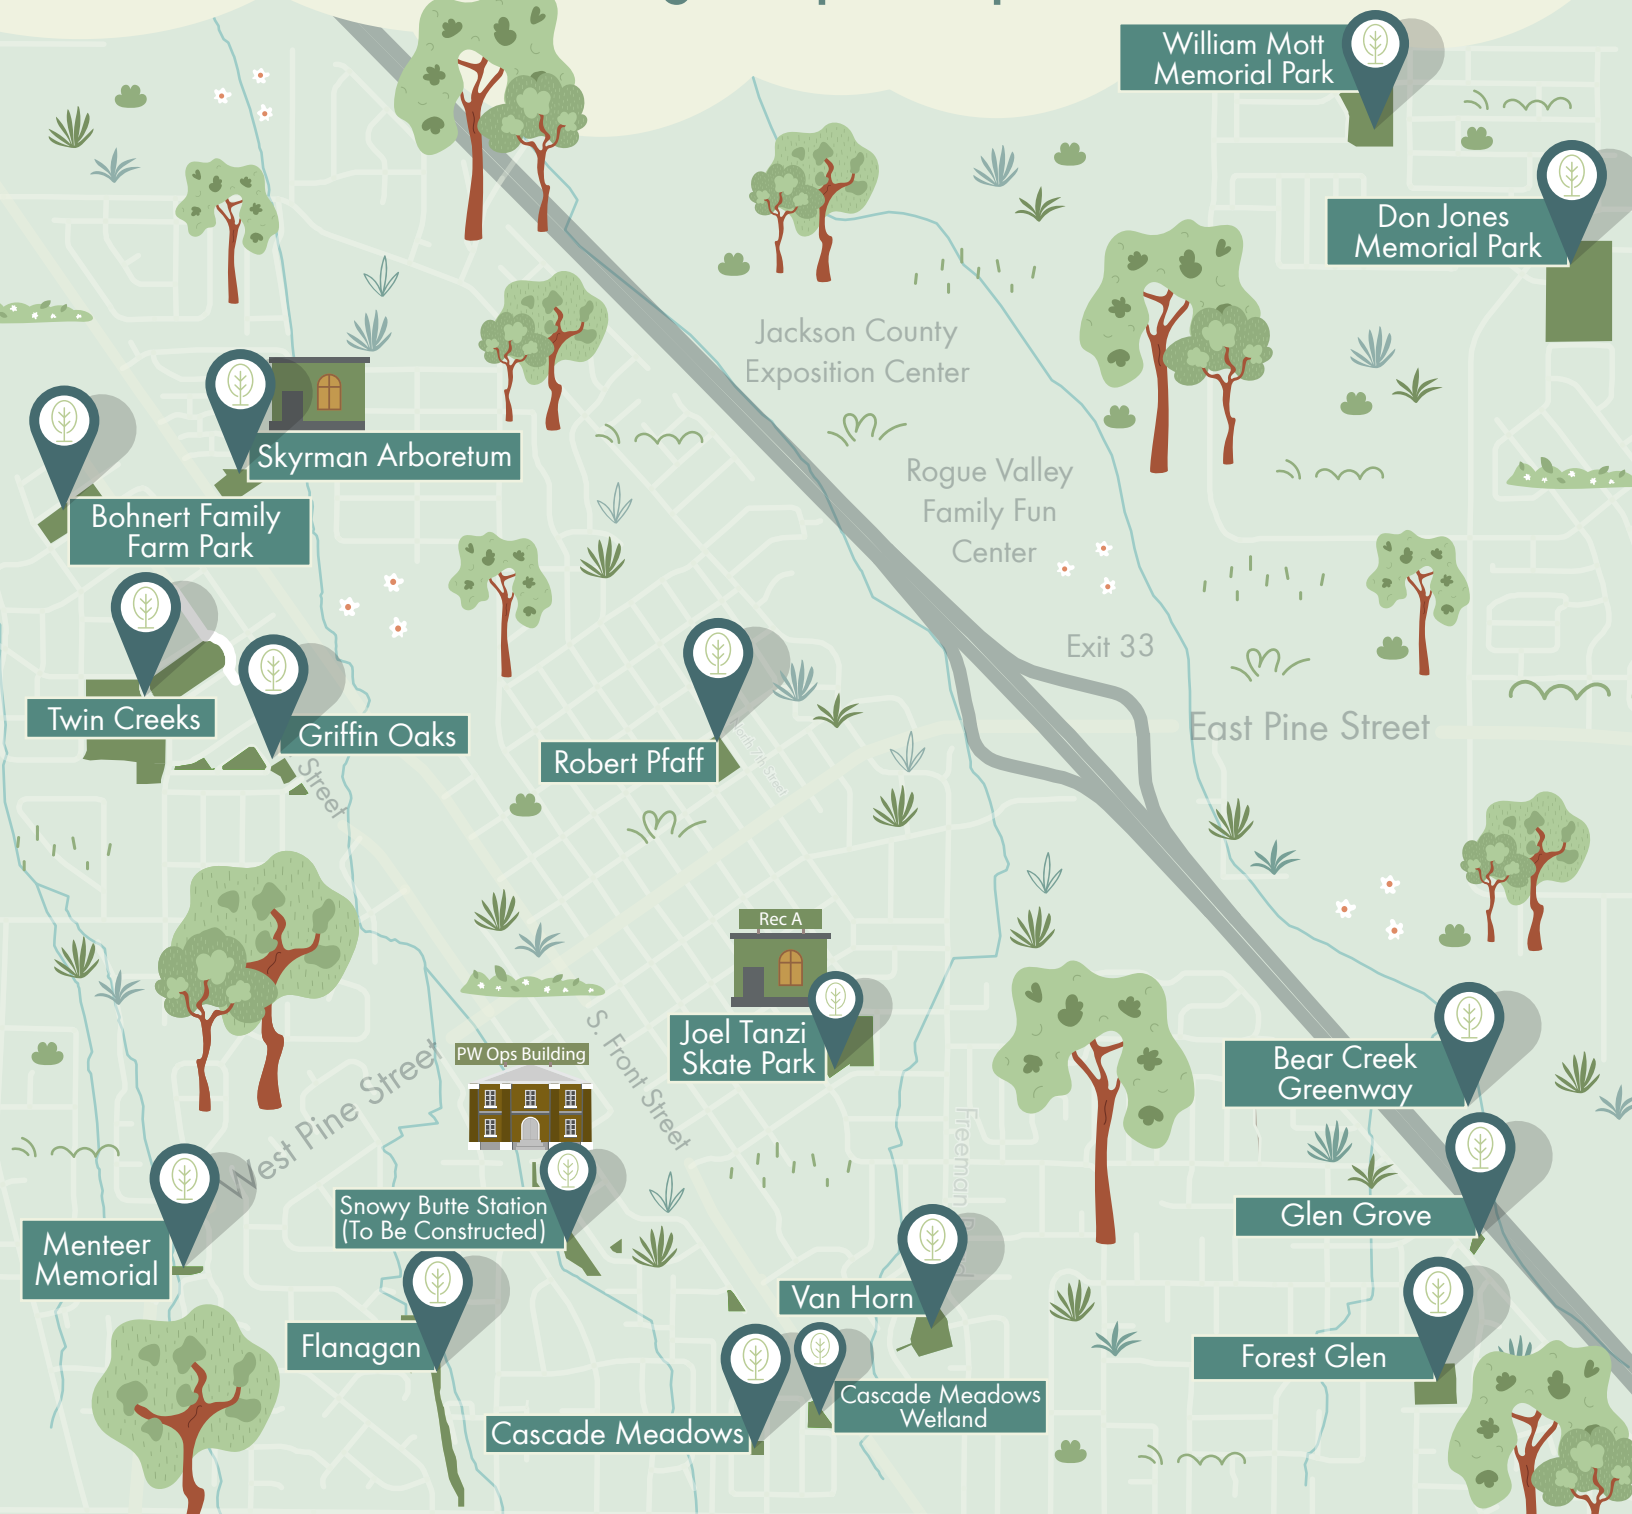 William Mott
Memorial Park
Don Jones
Memorial Park
Jackson County
Exposition Center
Skyrman Arboretum
Rogue Valley
Family Fun
Center
Bohnert Family
Farm Park
Exit 33
Twin Creeks
Griffin Oaks
East Pine Street
Robert Pfaff
Street
Rec A
Joel Tanzi
Skate Park
S. Front Street
PW Ops Building
West Pine Street
Bear Creek
Greenway
Snowy Butte Station
(To Be Constructed)
Glen Grove
Menteer
Memorial
Van Horn
Flanagan
Forest Glen
Cascade Meadows
Wetland
Cascade Meadows
Freeman